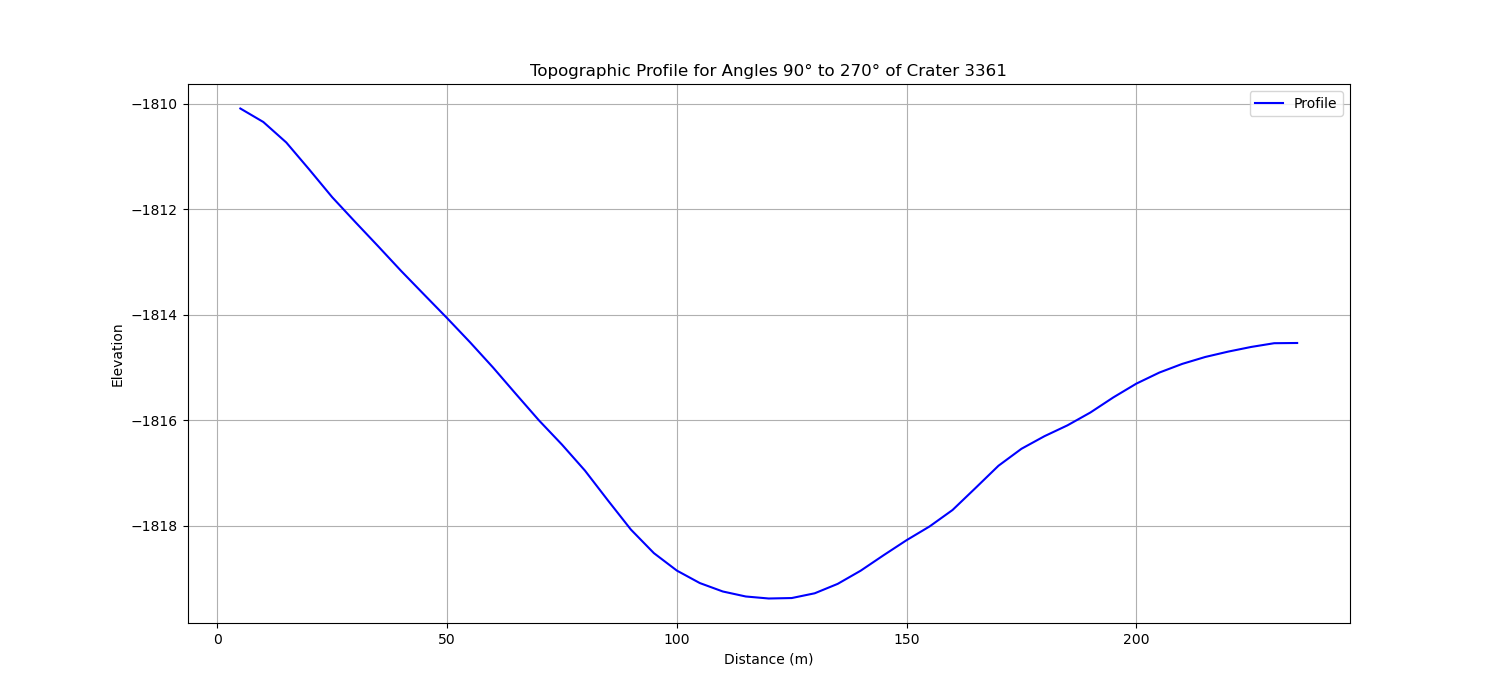 Topographic Profile for Angles 90° to 270° of Crater 3361
Profile
−1810
−1812
−1814
−1816
−1818
Elevation
0 50 100 150 200
Distance (m)